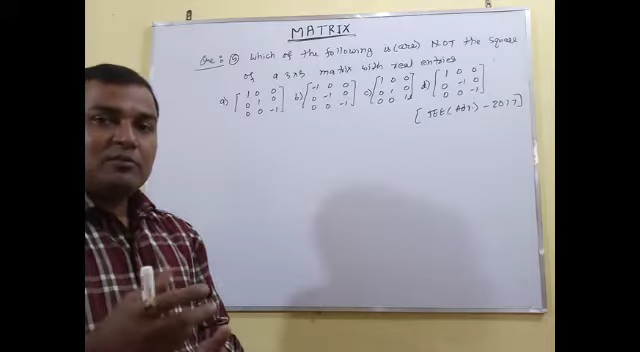 MATRIX
Que: ⑤ Which of the following is (are) NOT the square
of a 3×3 matrix with real entries
a) [1 0 0 b) [-1 0 0 c) [1 0 0 d) [1 0 0
0 1 0 0 -1 0 0 1 0 0 -1 0
0 0 -1] 0 0 -1] 0 0 1] 0 0 -1]
[JEE(Adv) - 2017]